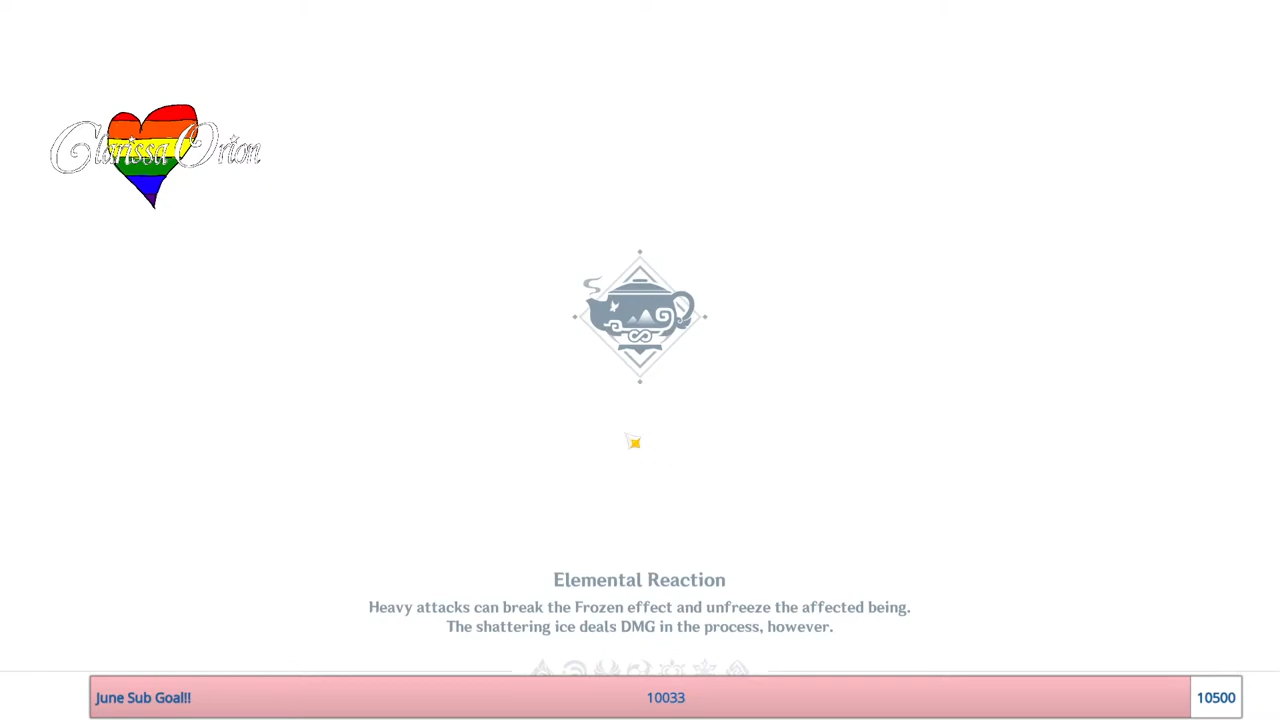 Clarissa Orion
Elemental Reaction
Heavy attacks can break the Frozen effect and unfreeze the affected being.
The shattering ice deals DMG in the process, however.
June Sub Goal!! 10033 10500